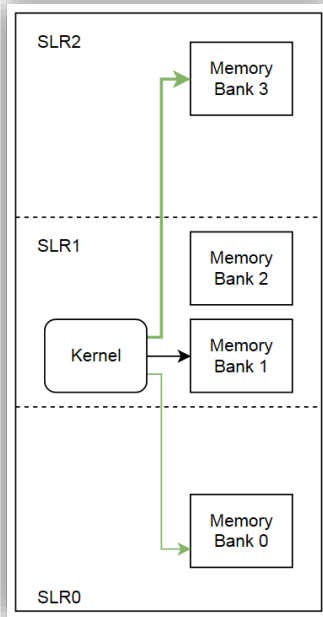 SLR2
Memory
Bank 3
SLR1
Memory
Bank 2
Kernel
Memory
Bank 1
Memory
Bank 0
SLR0